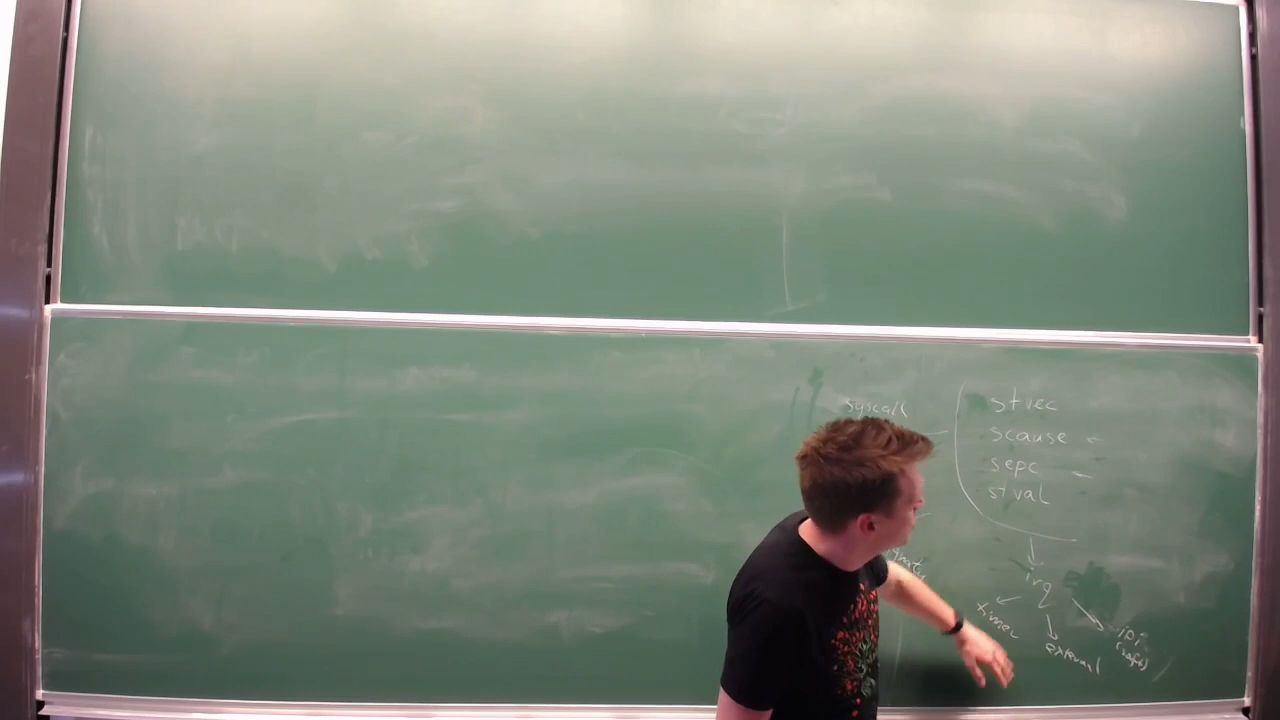 syscall
stvec
scause ←
sepc ←
stval
irq
timer
external
ipi